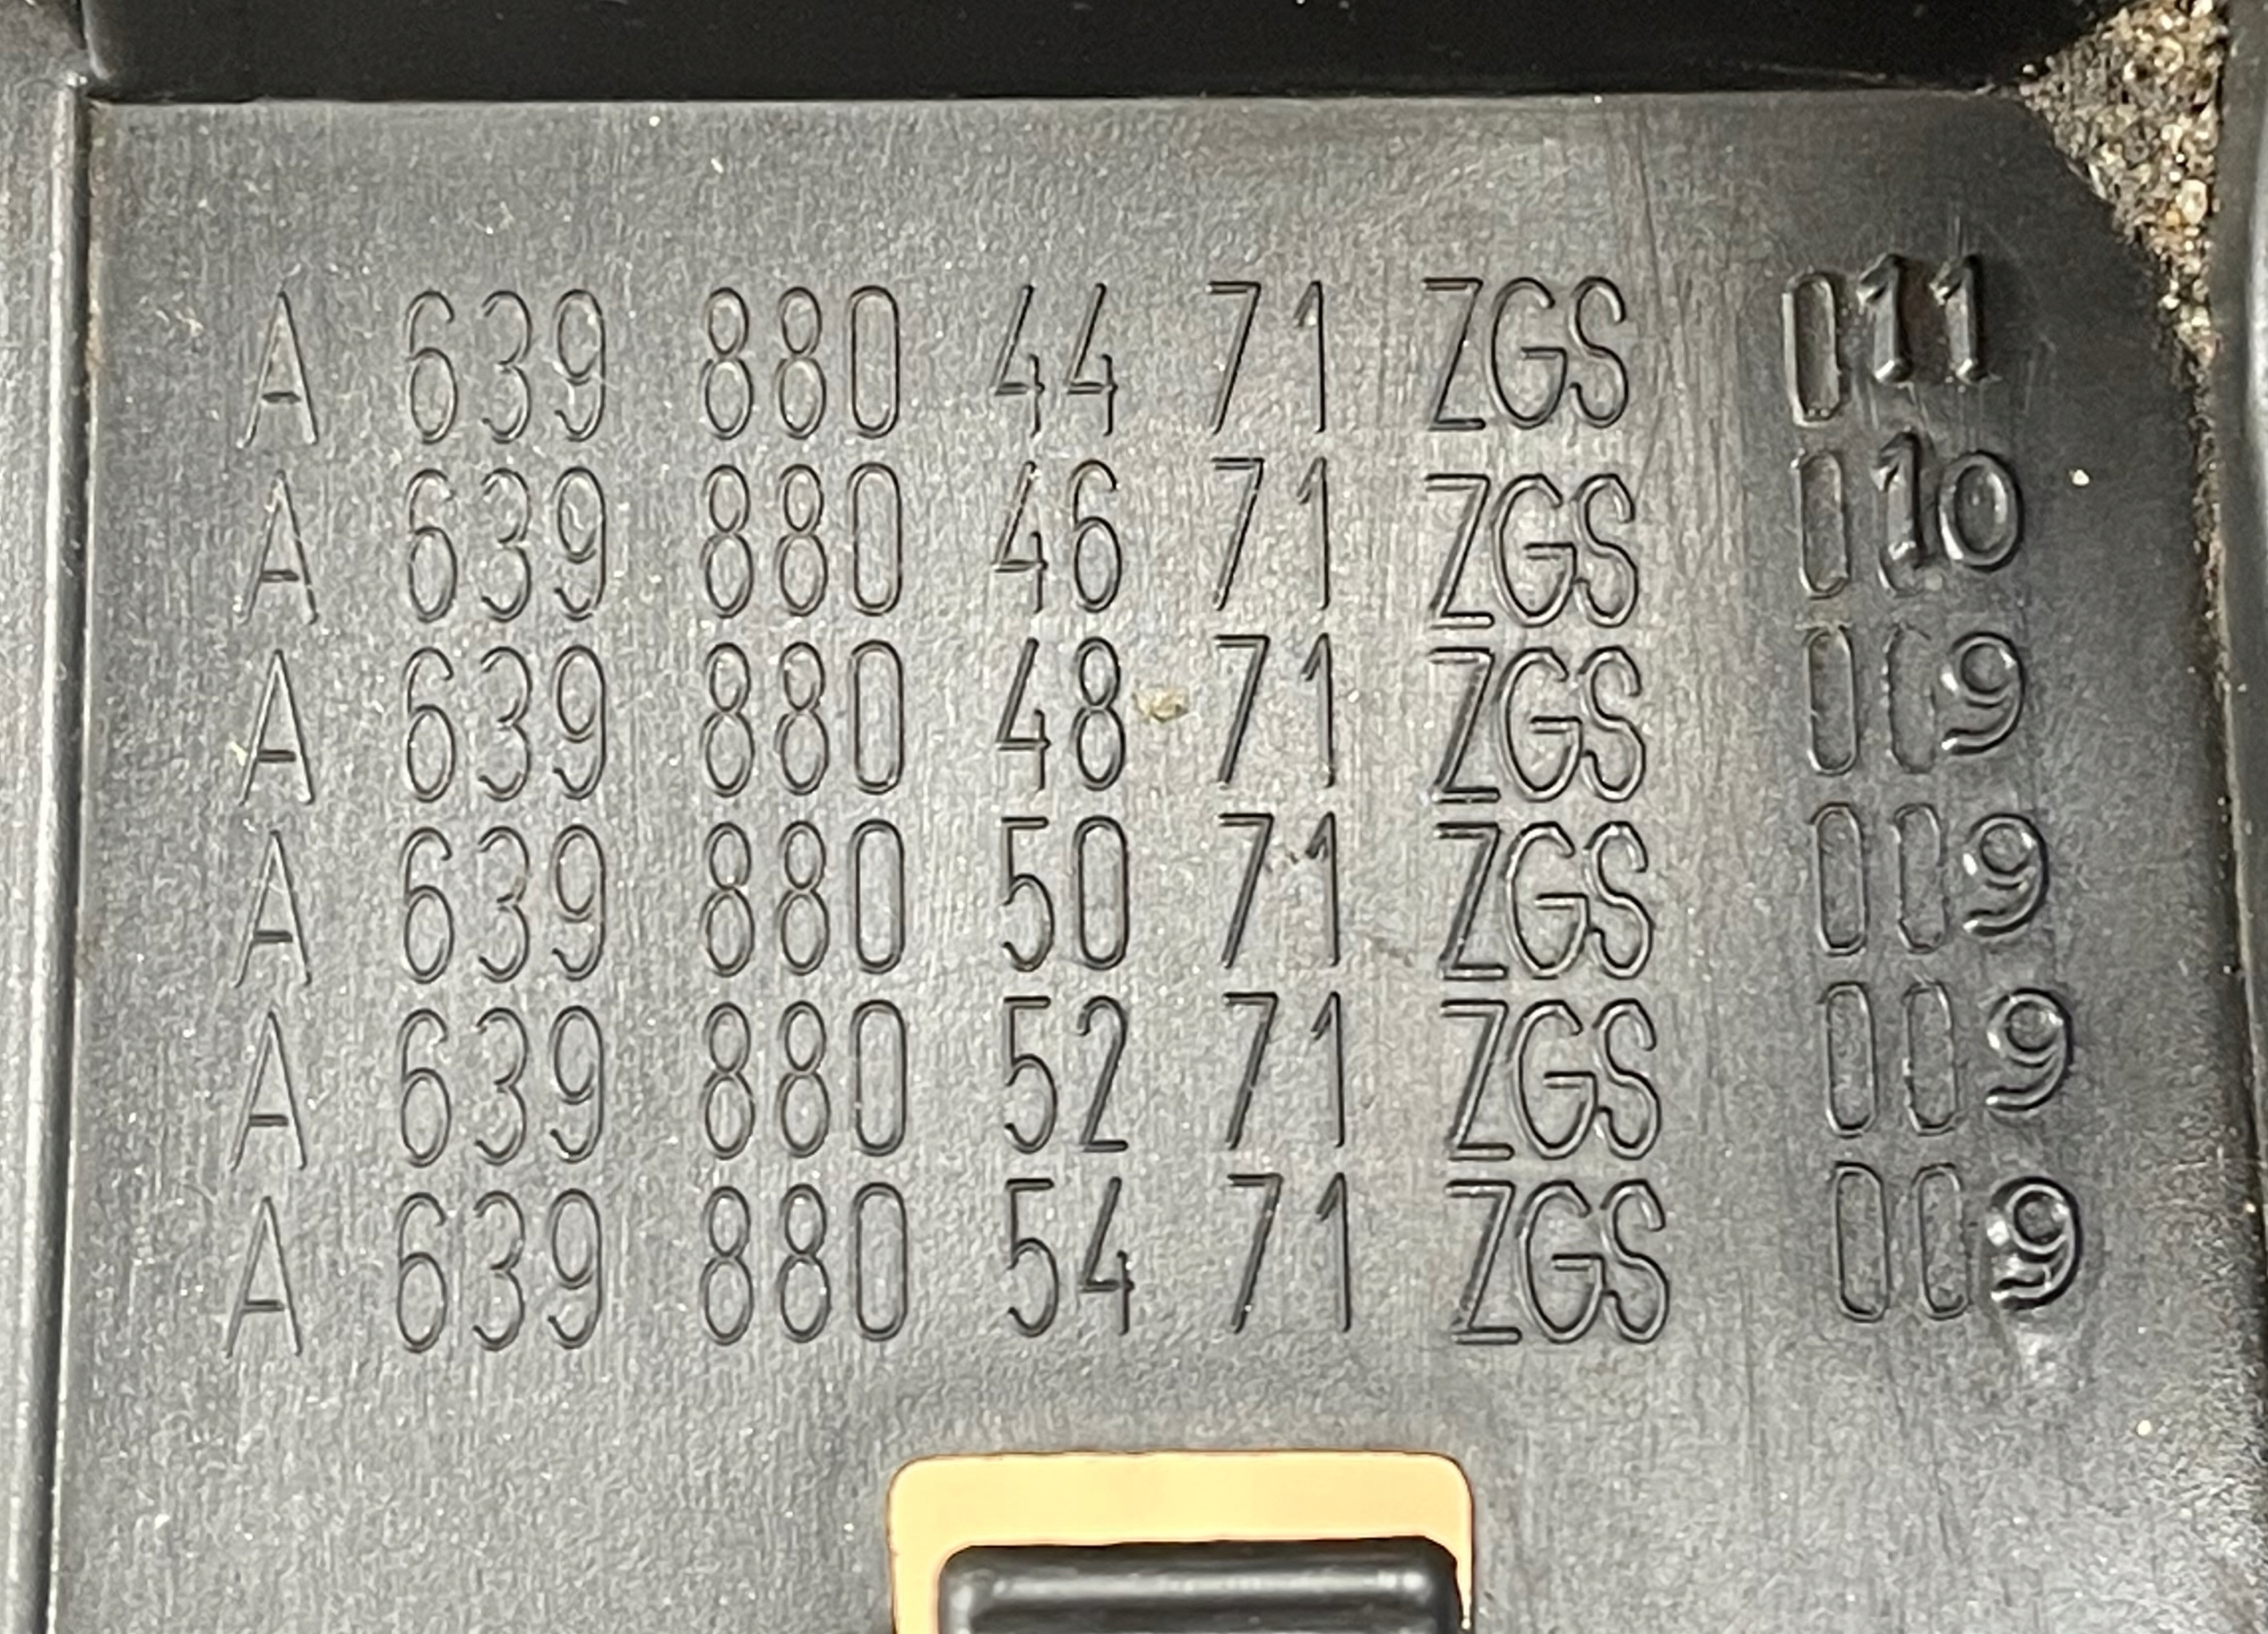 A 639 880 44 71 ZGS 011
A 639 880 46 71 ZGS 010
A 639 880 48 71 ZGS 009
A 639 880 50 71 ZGS 009
A 639 880 52 71 ZGS 009
A 639 880 54 71 ZGS 009